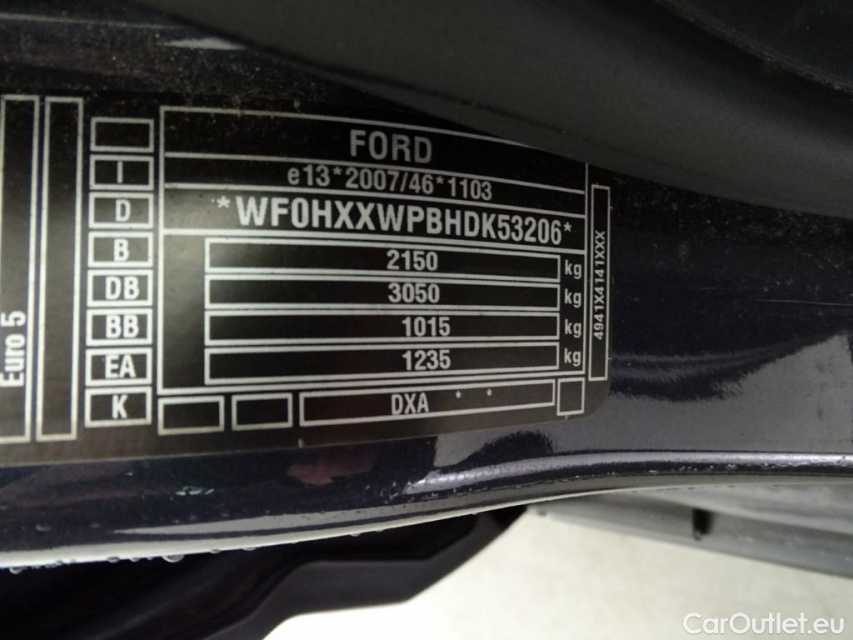 FORD
e13*2007/46*1103
*WF0HXXWPBHDK53206*
2150 kg
3050 kg
1015 kg
1235 kg
DXA * *
I
D
B
DB
BB
EA
K
Euro 5
4941X4141XXX
CarOutlet.eu